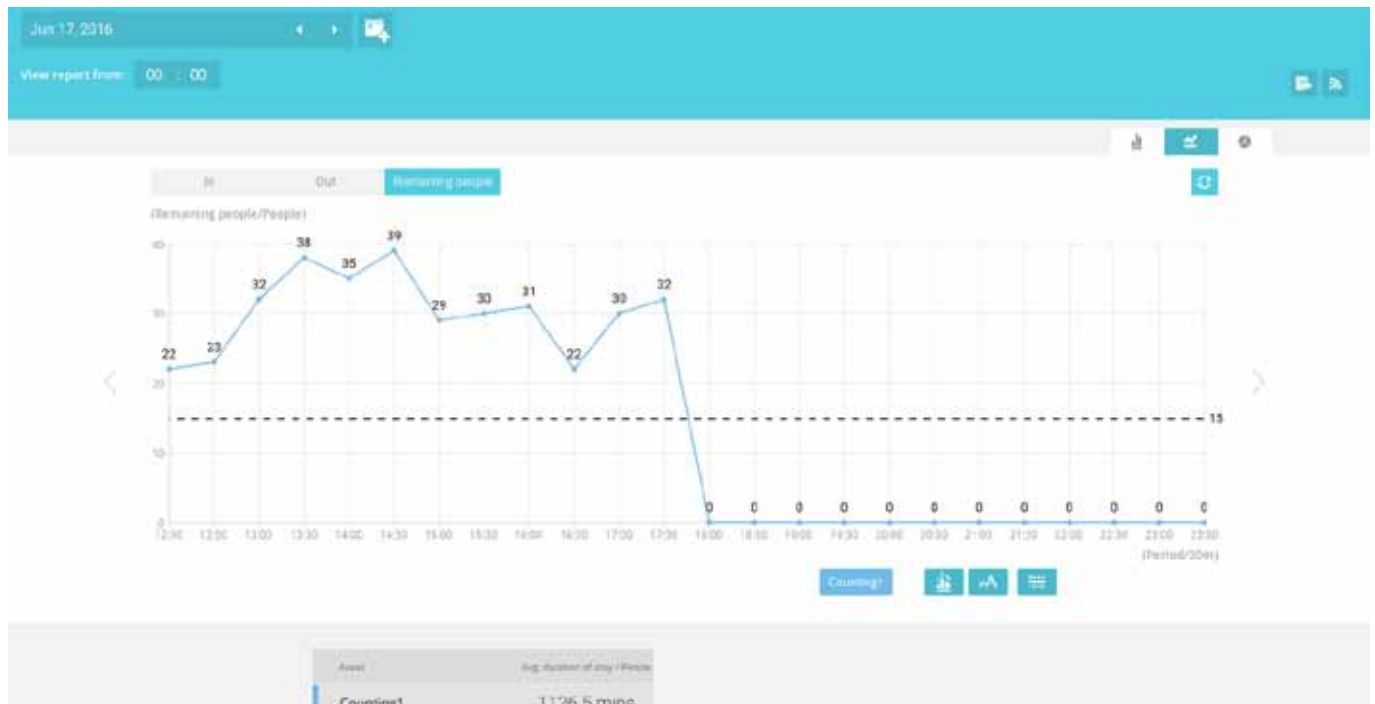 Jun 17, 2016
View report from: 00 : 00
In Out Remaining people
(Remaining people/People)
40
30
20
10
0
22 23 32 38 35 39 29 30 31 22 30 32 0 0 0 0 0 0 0 0 0 0 0 0
15
13:00 13:30 14:00 14:30 15:00 15:30 16:00 16:30 17:00 17:30 18:00 18:30 19:00 19:30 20:00 20:30 21:00 21:30 22:00 22:30 23:00 23:30
(Period/30m)
Counting1
Avg. duration of stay / People
Counting1 1126.5 mins